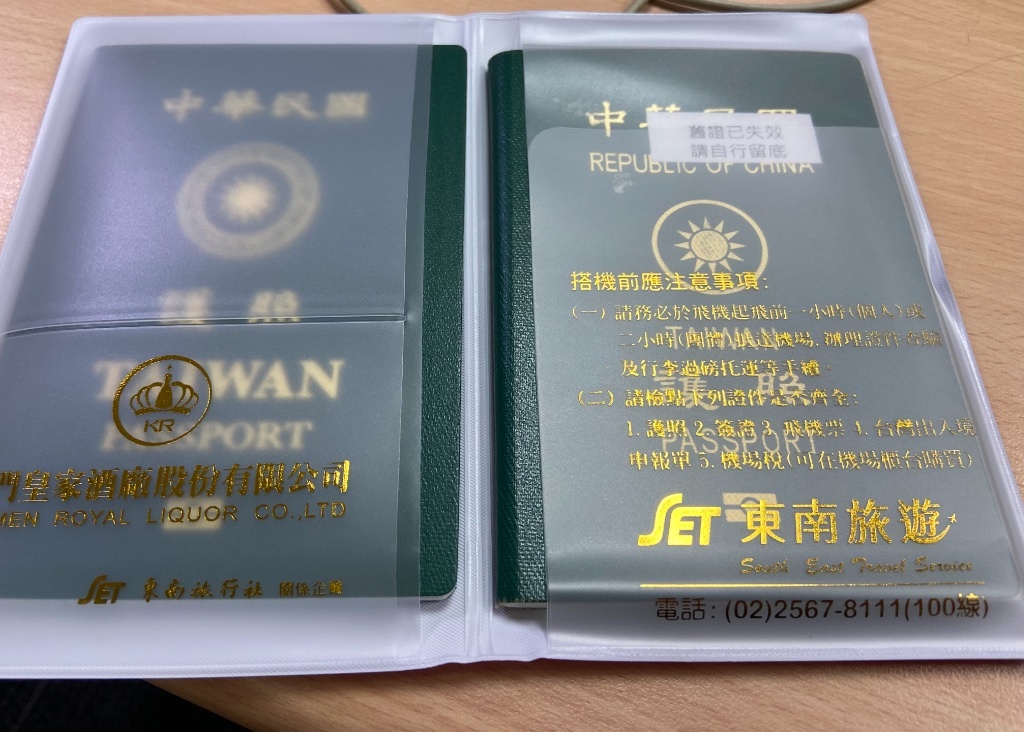 中華民國
護照
TAIWAN
PASSPORT
KR
門皇家酒廠股份有限公司
MEN ROYAL LIQUOR CO.,LTD
SET 東南旅行社 關係企業
中華民國
舊證已失效
請自行留底
REPUBLIC OF CHINA
搭機前應注意事項:
(一) 請務必於飛機起飛前一小時(個人)或
二小時(團體)抵達機場,辦理證件查驗
及行李過磅托運等手續。
TAIWAN
護照
PASSPORT
(二) 請檢點下列證件是否齊全:
1. 護照 2. 簽證 3. 飛機票 4. 台灣出入境
申報單 5. 機場稅(可在機場櫃台購買)
SET 東南旅遊
South East Travel Service
電話: (02)2567-8111(100線)